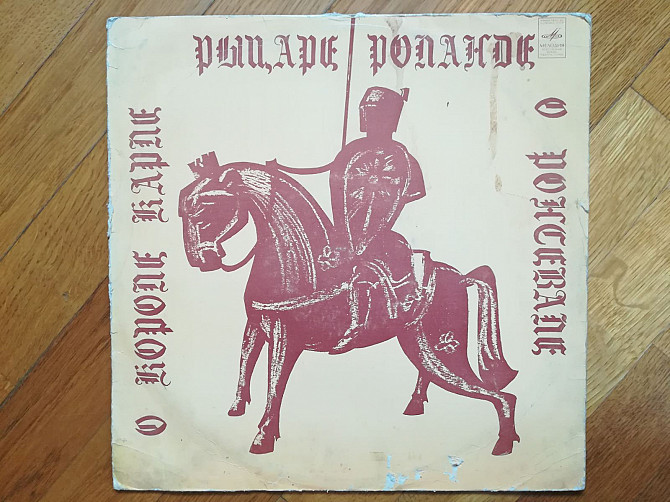 О КОРОЛЕ КАРЛЕ
РЫЦАРЕ РОЛАНДЕ
О РОНСЕВАЛЕ